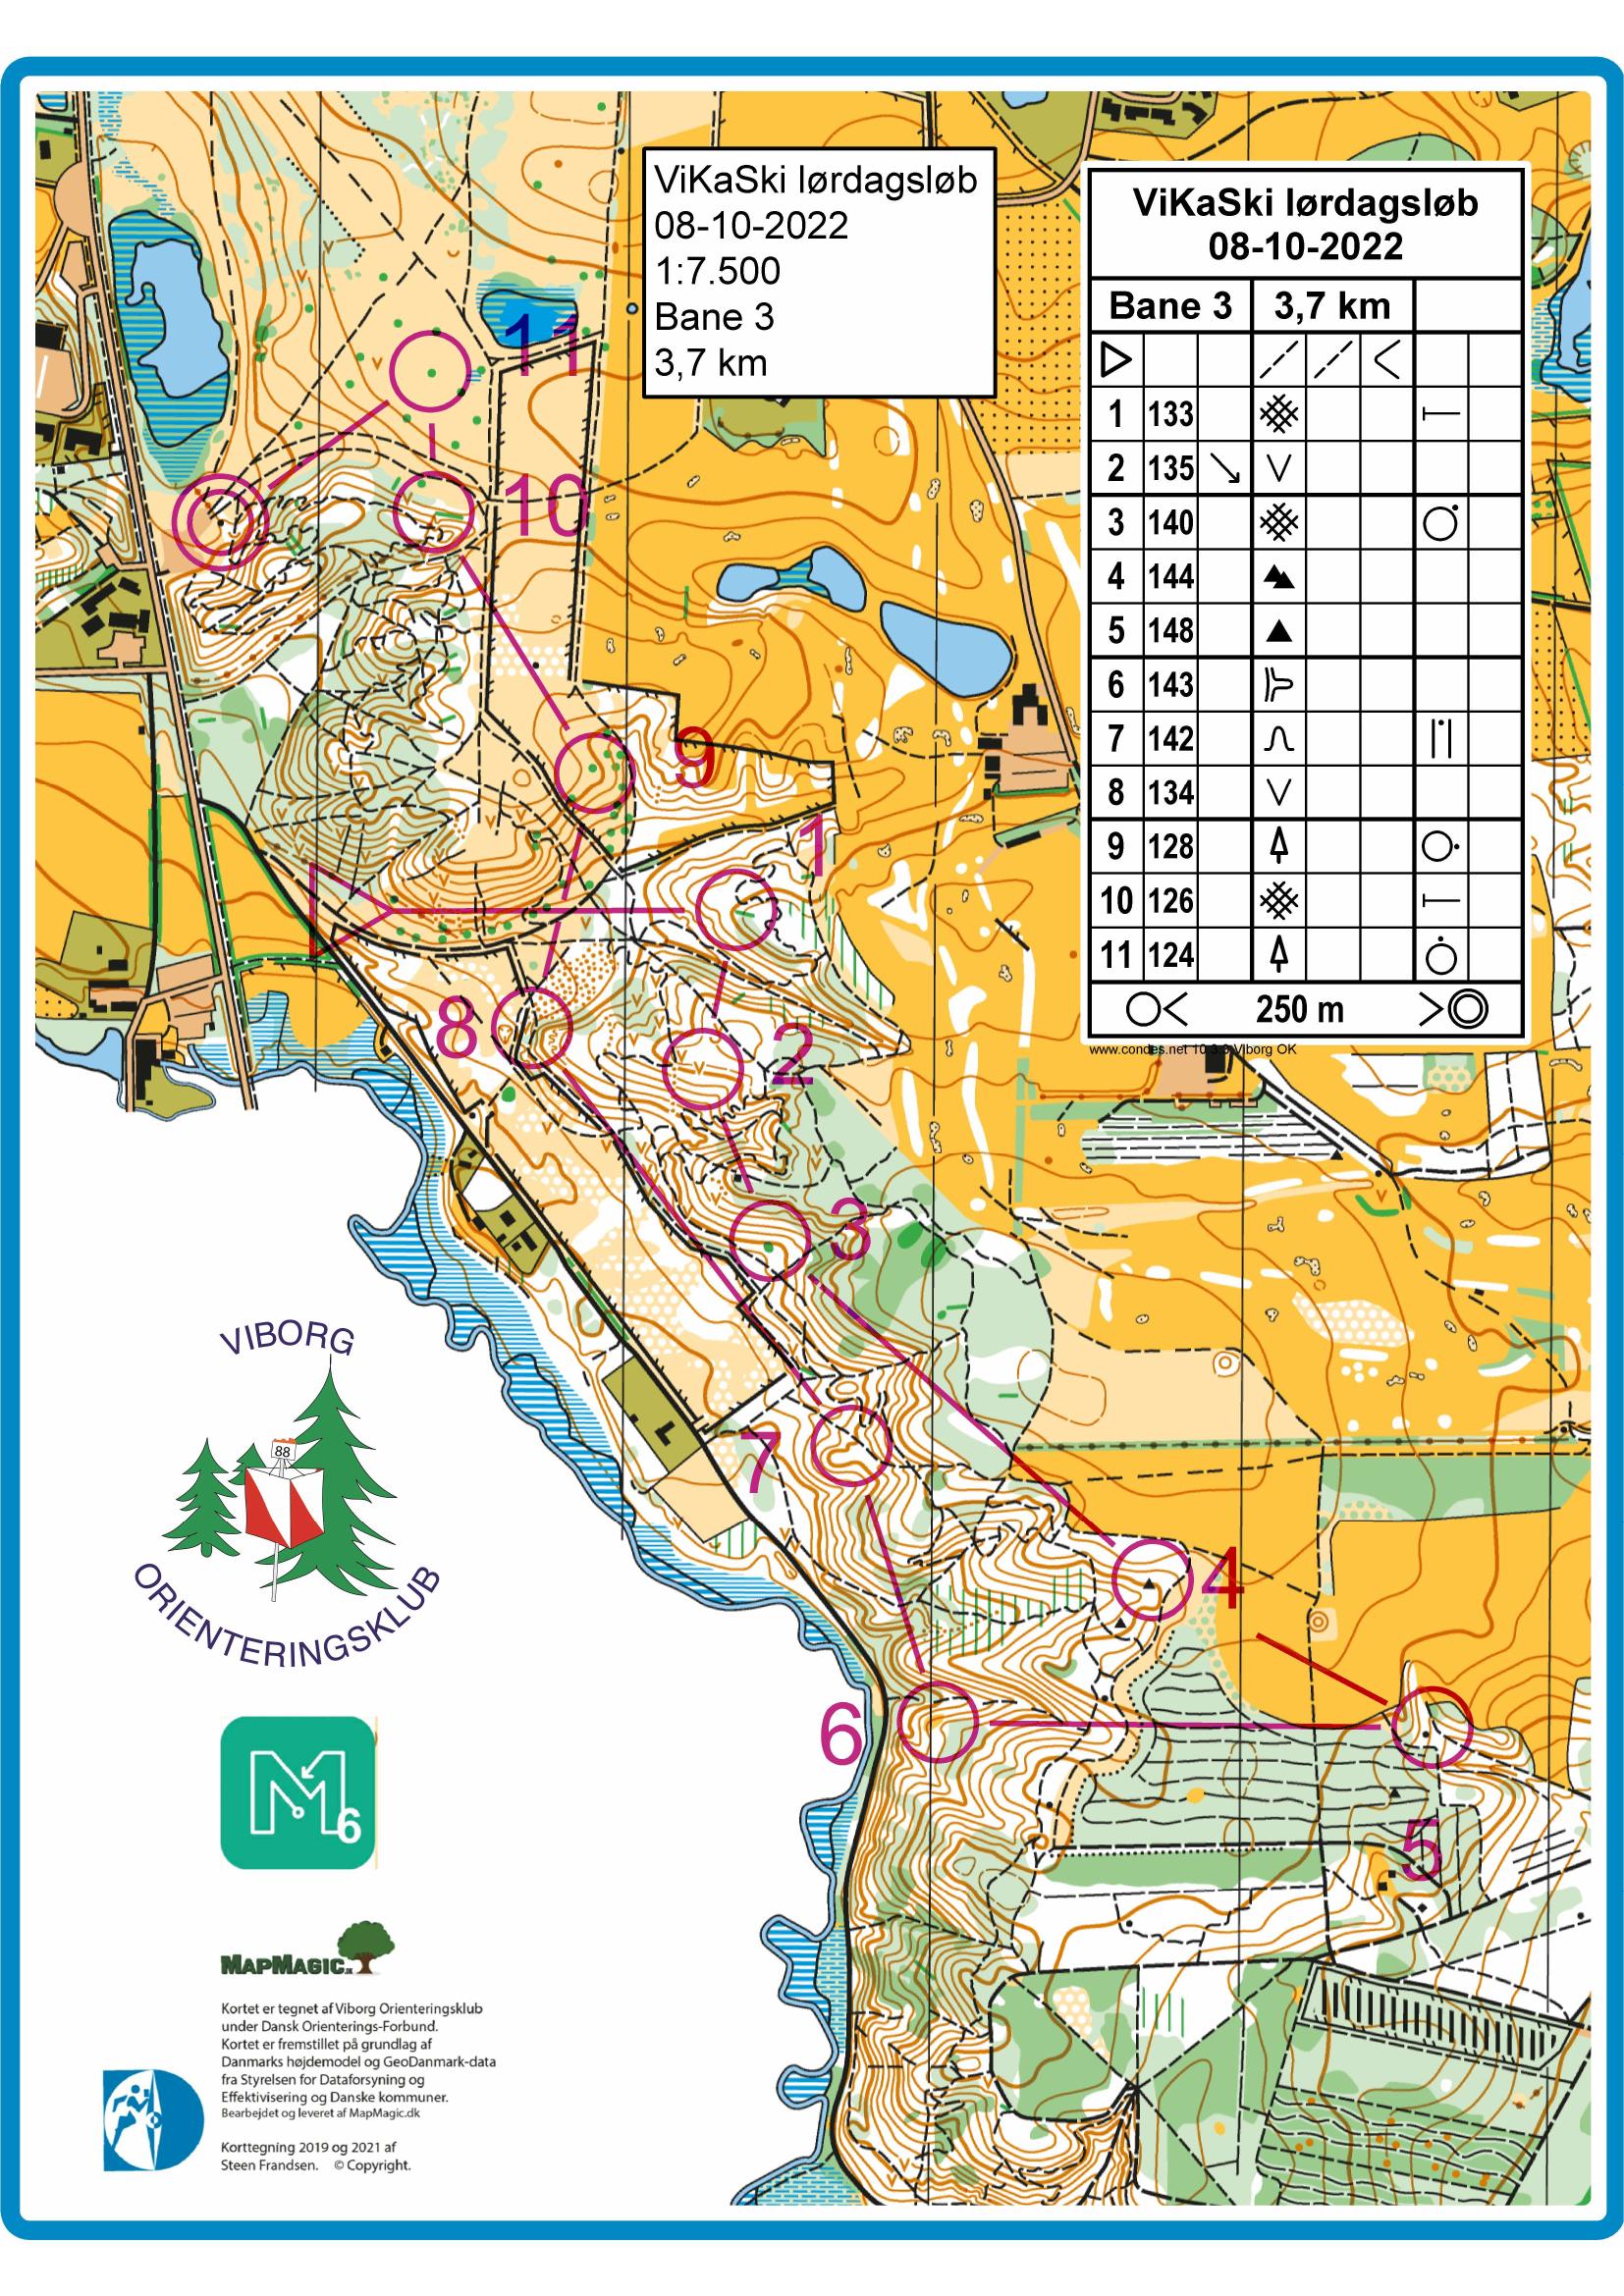 ViKaSki lørdagsløb
08-10-2022
1:7.500
Bane 3
3,7 km
ViKaSki lørdagsløb
08-10-2022
Bane 3 3,7 km
1 133
2 135
3 140
4 144
5 148
6 143
7 142
8 134
9 128
10 126
11 124
250 m
www.condes.net 10.3.3 Viborg OK
11
10
9
1
8
2
3
7
4
6
5
VIBORG
88
ORIENTERINGSKLUB
M6
MAPMAGIC
Kortet er tegnet af Viborg Orienteringsklub
under Dansk Orienterings-Forbund.
Kortet er fremstillet på grundlag af
Danmarks højdemodel og GeoDanmark-data
fra Styrelsen for Dataforsyning og
Effektivisering og Danske kommuner.
Bearbejdet og leveret af MapMagic.dk
Korttegning 2019 og 2021 af
Steen Frandsen. © Copyright.